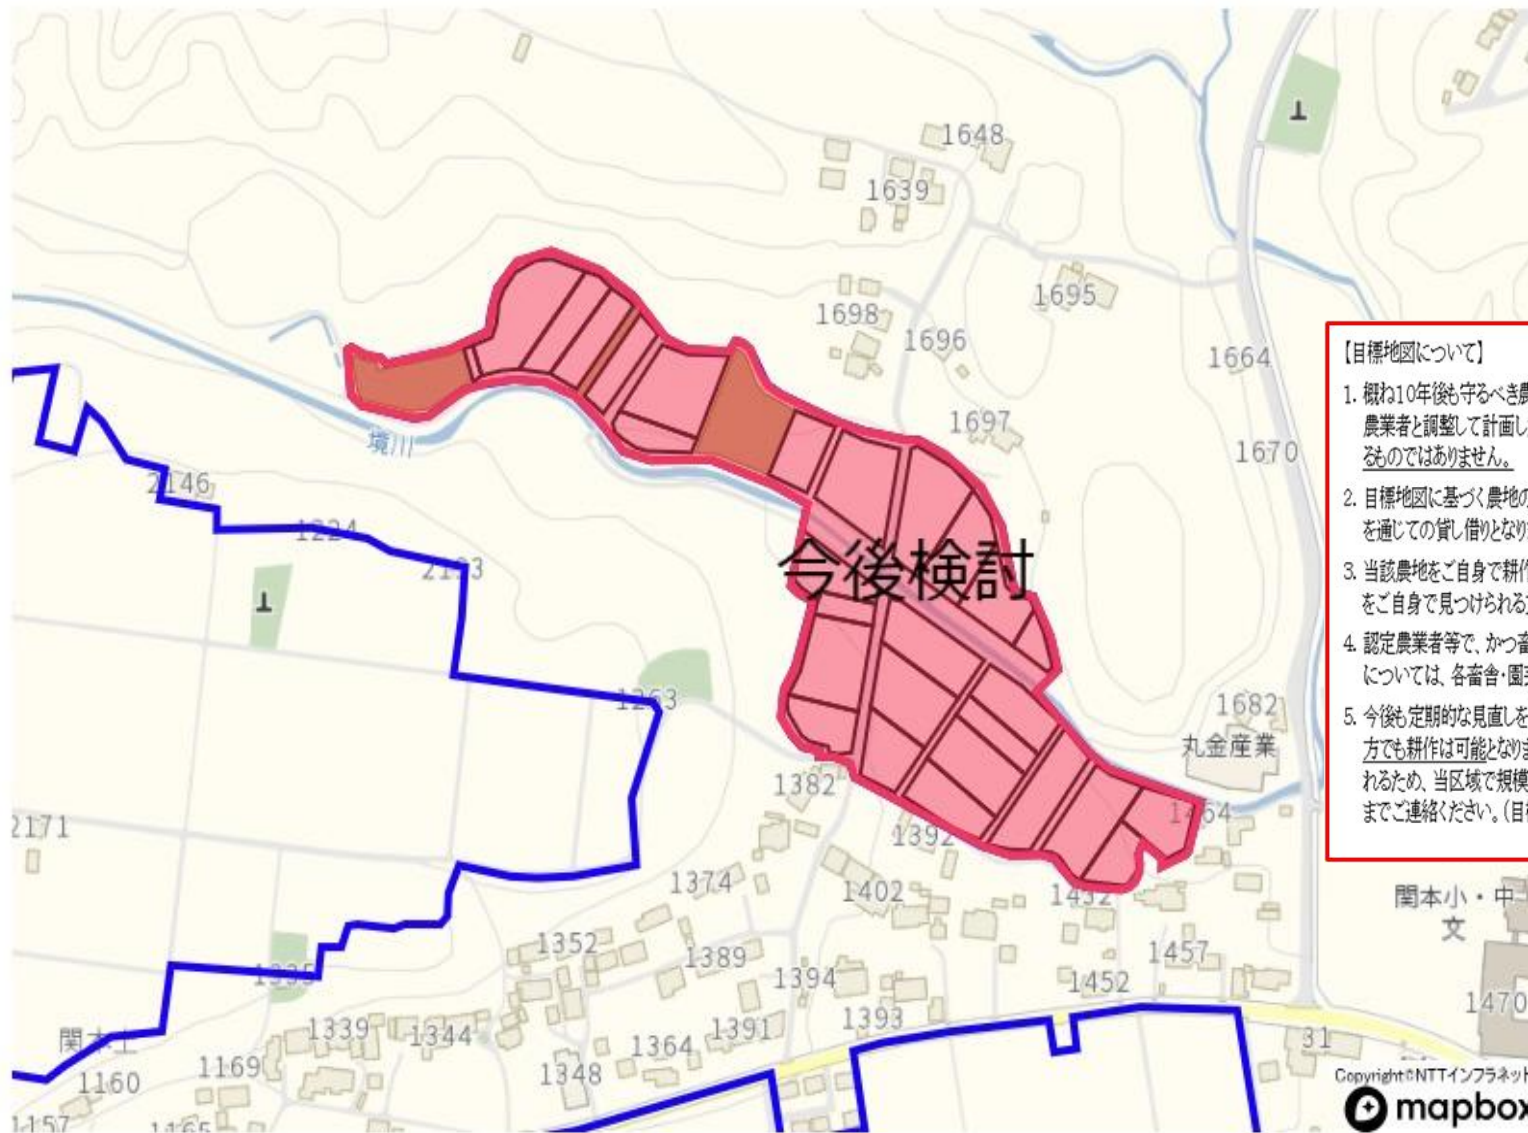 1648
1639
1695
1698
1696
1664
1697
1670
境川
2146
1224
2193
今後検討
1263
1682
丸金産業
1382
1464
2171
1392
1374
1402
1432
1352
1389
1457
1394
1452
1335
1339
1344
1391
1393
関本上
1169
1364
1348
31
1160
1157
1165
関本小・中
文
1470
【目標地図について】
1. 概ね10年後も守るべき農
農業者と調整して計画し
るものではありません。
2. 目標地図に基づく農地の
を通じての貸し借りとなり
3. 当該農地をご自身で耕作
をご自身で見つけられる
4. 認定農業者等で、かつ畜
については、各畜舎・園
5. 今後も定期的な見直しを
方でも耕作は可能となりま
れるため、当区域で規模
までご連絡ください。(目
Copyright©NTTインフラネット
mapbox